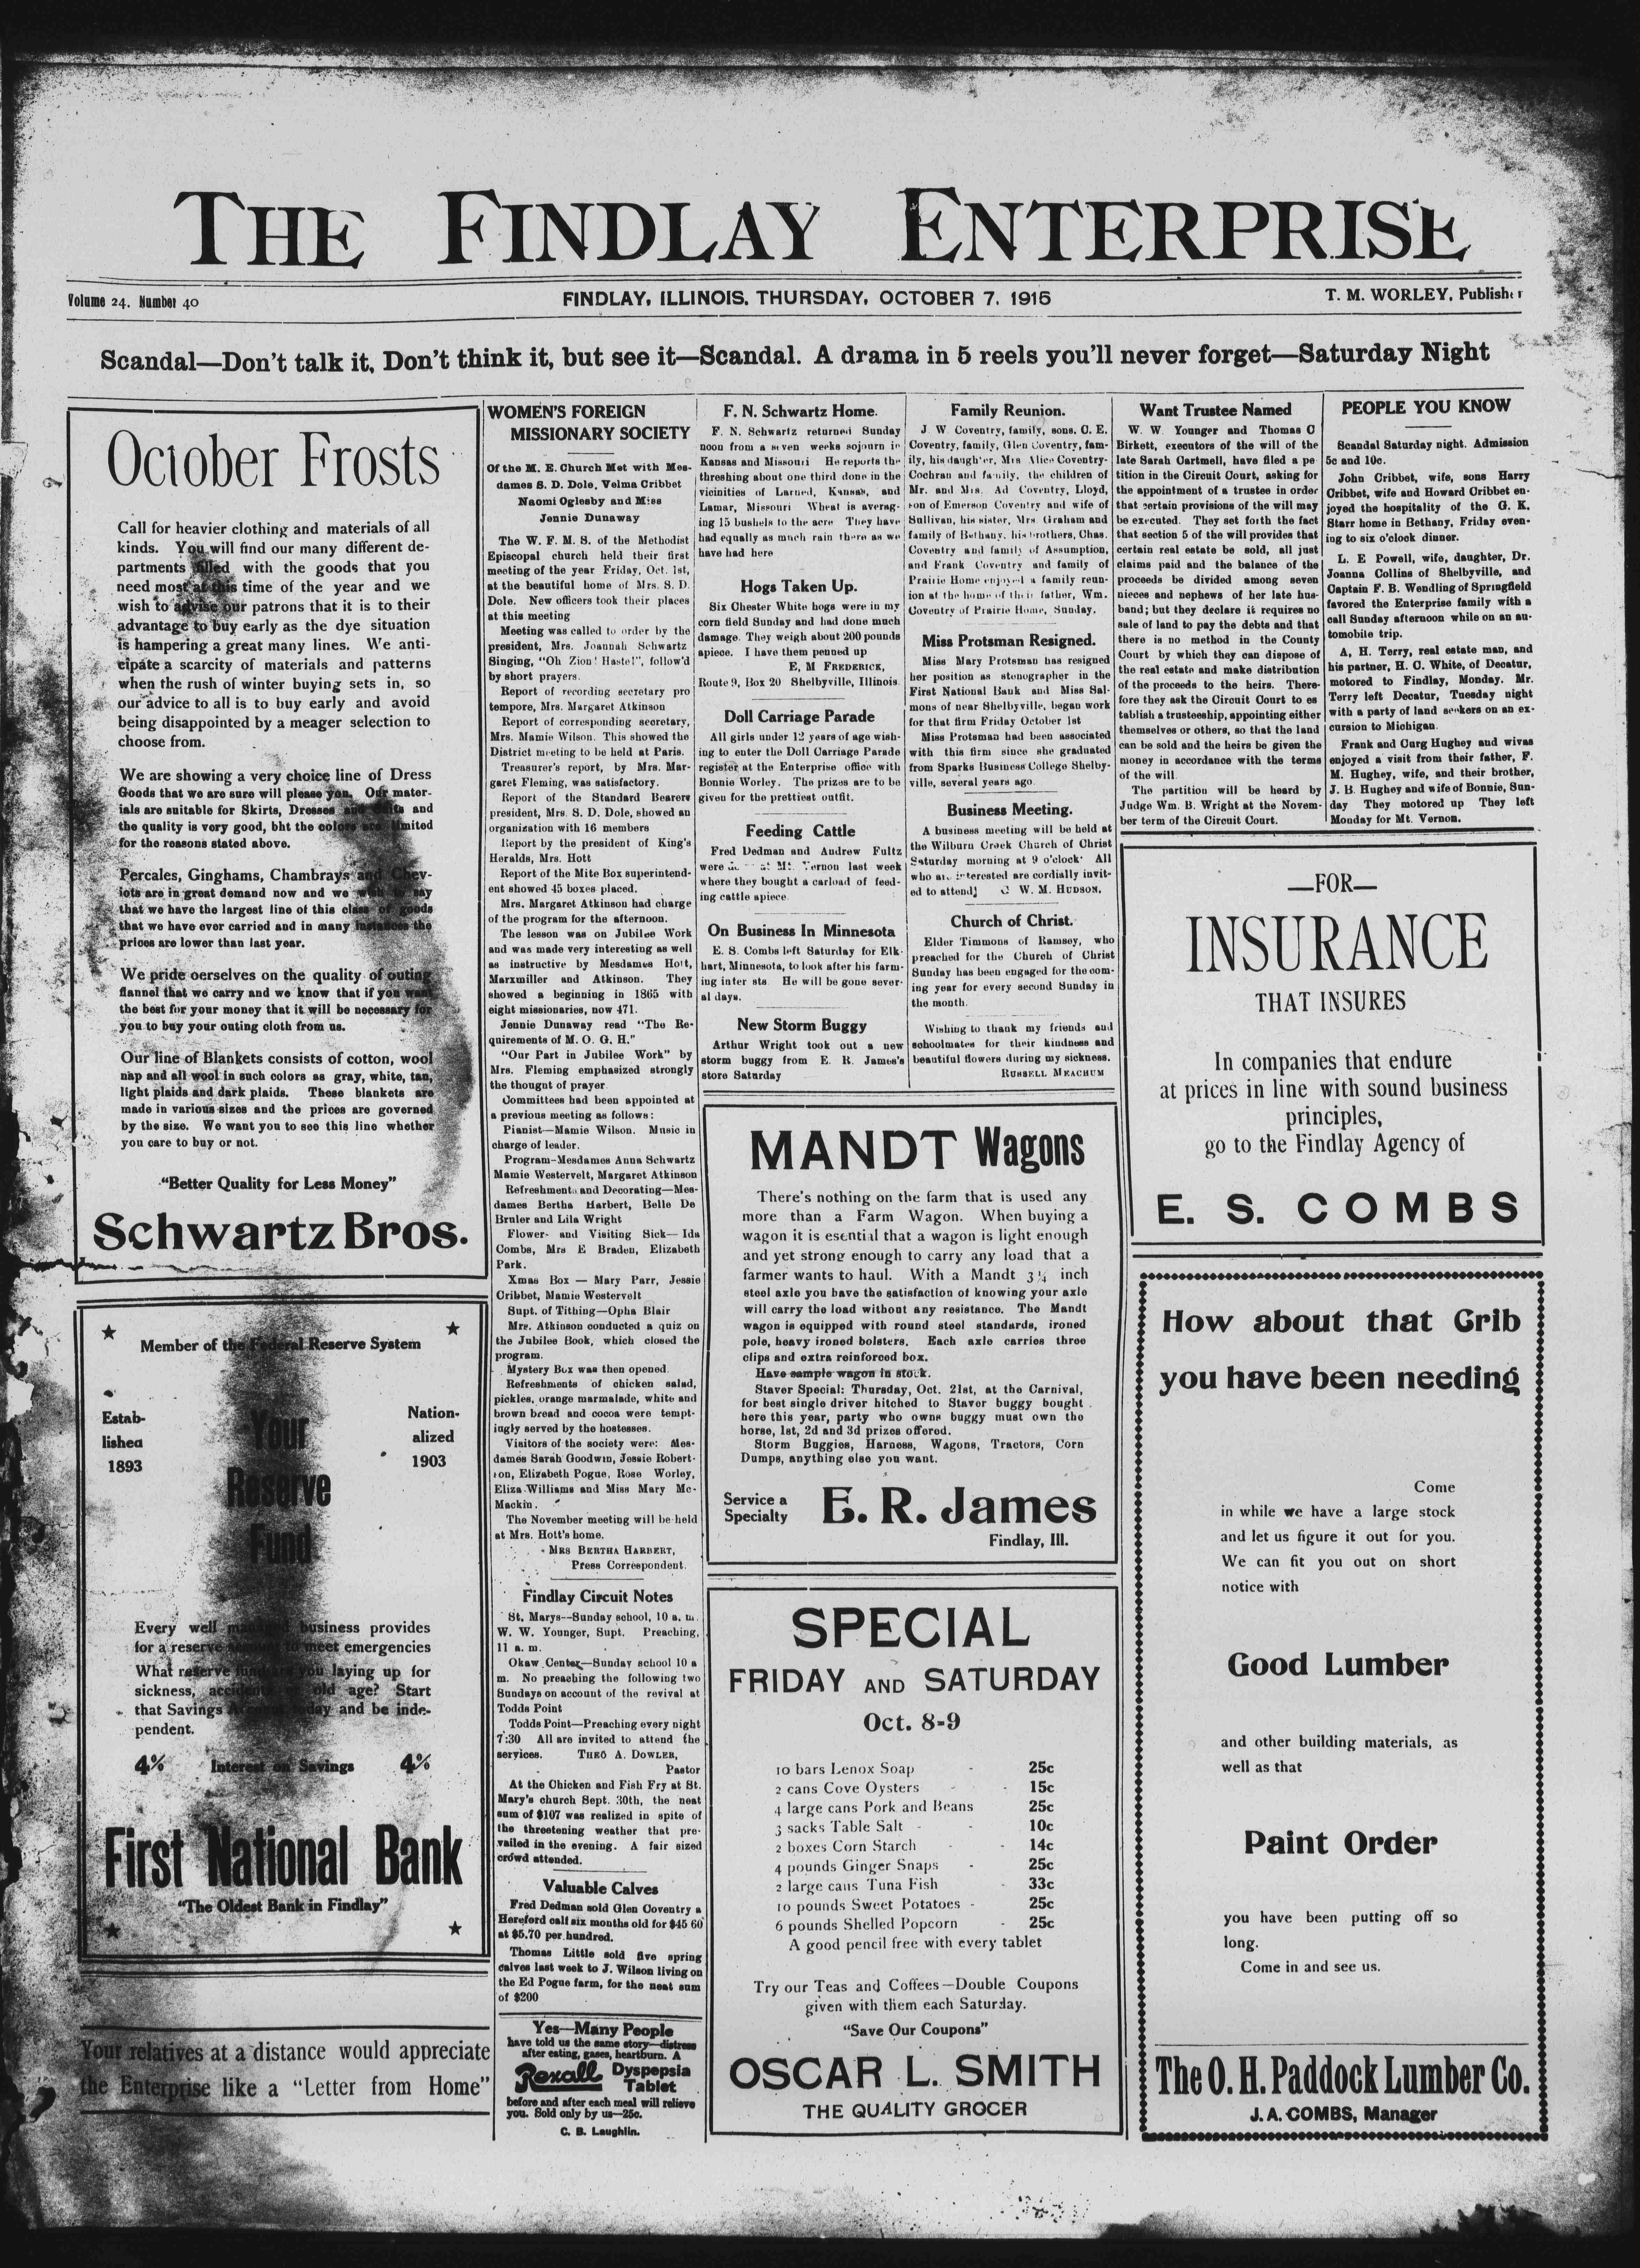 THE FINDLAY ENTERPRISE
Volume 24. Number 40
FINDLAY, ILLINOIS, THURSDAY, OCTOBER 7, 1915
T. M. WORLEY, Publisher
Scandal—Don't talk it, Don't think it, but see it—Scandal. A drama in 5 reels you'll never forget—Saturday Night
October Frosts
Call for heavier clothing and materials of all
kinds. You will find our many different de-
partments filled with the goods that you
need most at this time of the year and we
wish to advise our patrons that it is to their
advantage to buy early as the dye situation
is hampering a great many lines. We anti-
cipate a scarcity of materials and patterns
when the rush of winter buying sets in, so
our advice to all is to buy early and avoid
being disappointed by a meager selection to
choose from.
We are showing a very choice line of Dress
Goods that we are sure will please you. Our mater-
ials are suitable for Skirts, Dresses and Suits and
the quality is very good, bht the colors are limited
for the reasons stated above.
Percales, Ginghams, Chambrays and Chev-
iots are in great demand now and we wish to say
that we have the largest line of this class of goods
that we have ever carried and in many instances the
prices are lower than last year.
We pride oerselves on the quality of outing
flannel that we carry and we know that if you want
the best for your money that it will be necessary for
you to buy your outing cloth from us.
Our line of Blankets consists of cotton, wool
nap and all wool in such colors as gray, white, tan,
light plaids and dark plaids. These blankets are
made in various sizes and the prices are governed
by the size. We want you to see this line whether
you care to buy or not.
"Better Quality for Less Money"
Schwartz Bros.
Member of the Federal Reserve System
Estab-
lished
1893
Nation-
alized
1903
Your
Reserve
Fund
Every well managed business provides
for a reserve account to meet emergencies
What reserve fund are you laying up for
sickness, accidents or old age? Start
that Savings Account today and be inde-
pendent.
4% Interest on Savings 4%
First National Bank
"The Oldest Bank in Findlay"
Your relatives at a distance would appreciate
the Enterprise like a "Letter from Home"
WOMEN'S FOREIGN
MISSIONARY SOCIETY
Of the M. E. Church Met with Mes-
dames S. D. Dole, Velma Cribbet
Naomi Oglesby and Miss
Jennie Dunaway
The W. F. M. S. of the Methodist
Episcopal church held their first
meeting of the year Friday, Oct. 1st,
at the beautiful home of Mrs. S. D.
Dole. New officers took their places
at this meeting
Meeting was called to order by the
president, Mrs. Joannah Schwartz
Singing, "Oh Zion! Haste!", follow'd
by short prayers.
Report of recording secretary pro
tempore, Mrs. Margaret Atkinson
Report of corresponding secretary,
Mrs. Mamie Wilson. This showed the
District meeting to be held at Paris.
Treasurer's report, by Mrs. Mar-
garet Fleming, was satisfactory.
Report of the Standard Bearers
president, Mrs. S. D. Dole, showed an
organization with 16 members
Report by the president of King's
Heralds, Mrs. Hott
Report of the Mite Box superintend-
ent showed 45 boxes placed.
Mrs. Margaret Atkinson had charge
of the program for the afternoon.
The lesson was on Jubilee Work
and was made very interesting as well
as instructive by Mesdames Hott,
Marxmiller and Atkinson. They
showed a beginning in 1865 with
eight missionaries, now 471.
Jennie Dunaway read "The Re-
quirements of M. O. G. H."
"Our Part in Jubilee Work" by
Mrs. Fleming emphasized strongly
the thought of prayer
Committees had been appointed at
a previous meeting as follows:
Pianist—Mamie Wilson. Music in
charge of leader.
Program-Mesdames Anna Schwartz
Mamie Westervelt, Margaret Atkinson
Refreshments and Decorating—Mes-
dames Bertha Harbert, Belle De
Bruler and Lila Wright
Flower- and Visiting Sick— Ida
Combs, Mrs E Braden, Elizabeth
Park.
Xmas Box — Mary Parr, Jessie
Cribbet, Mamie Westervelt
Supt. of Tithing—Opha Blair
Mrs. Atkinson conducted a quiz on
the Jubilee Book, which closed the
program.
Mystery Box was then opened.
Refreshments of chicken salad,
pickles, orange marmalade, white and
brown bread and cocoa were tempt-
ingly served by the hostesses.
Visitors of the society were: Mes-
dames Sarah Goodwin, Jessie Robert-
son, Elizabeth Pogue, Rose Worley,
Eliza Williams and Miss Mary Mc-
Mackin.
The November meeting will be held
at Mrs. Hott's home.
MRS BERTHA HARBERT,
Press Correspondent.
Findlay Circuit Notes
St. Marys--Sunday school, 10 a. m.
W. W. Younger, Supt. Preaching,
11 a. m.
Okaw Center—Sunday school 10 a
m. No preaching the following two
Sundays on account of the revival at
Todds Point
Todds Point—Preaching every night
7:30 All are invited to attend the
services. THEO A. DOWLER,
Pastor
At the Chicken and Fish Fry at St.
Mary's church Sept. 30th, the neat
sum of $107 was realized in spite of
the threetening weather that pre-
vailed in the evening. A fair sized
crowd attended.
Valuable Calves
Fred Dedman sold Glen Coventry a
Hereford calf six months old for $45 60
at $5.70 per hundred.
Thomas Little sold five spring
calves last week to J. Wilson living on
the Ed Pogue farm, for the neat sum
of $200
Yes—Many People
have told us the same story—distress
after eating, gases, heartburn. A
Rexall Dyspepsia
Tablet
before and after each meal will relieve
you. Sold only by us—25c.
C. B. Laughlin.
F. N. Schwartz Home.
F. N. Schwartz returned Sunday
noon from a seven weeks sojourn in
Kansas and Missouri He reports the
threshing about one third done in the
vicinities of Larned, Kansas, and
Lamar, Missouri Wheat is averag-
ing 15 bushels to the acre They have
had equally as much rain there as we
have had here
Hogs Taken Up.
Six Chester White hogs were in my
corn field Sunday and had done much
damage. They weigh about 200 pounds
apiece. I have them penned up
E, M FREDERICK,
Route 9, Box 20 Shelbyville, Illinois.
Doll Carriage Parade
All girls under 12 years of age wish-
ing to enter the Doll Carriage Parade
register at the Enterprise office with
Bonnie Worley. The prizes are to be
given for the prettiest outfit.
Feeding Cattle
Fred Dedman and Andrew Fultz
were at Mt. Vernon last week
where they bought a carload of feed-
ing cattle apiece
On Business In Minnesota
E. S. Combs left Saturday for Elk-
hart, Minnesota, to look after his farm-
ing inter sts He will be gone sever-
al days.
New Storm Buggy
Arthur Wright took out a new
storm buggy from E. R. James's
store Saturday
Family Reunion.
J W. Coventry, family, sons, C. E.
Coventry, family, Glen Coventry, fam-
ily, his daughter, Mrs Alice Coventry-
Cochran and family, the children of
Mr. and Mrs. Ad Coventry, Lloyd,
son of Emerson Coventry and wife of
Sullivan, his sister, Mrs. Graham and
family of Bethany, his brothers, Chas.
Coventry and family of Assumption,
and Frank Coventry and family of
Prairie Home enjoyed a family reun-
ion at the home of their father, Wm.
Coventry of Prairie Home, Sunday.
Miss Protsman Resigned.
Miss Mary Protsman has resigned
her position as stenographer in the
First National Bank and Miss Sal-
mons of near Shelbyville, began work
for that firm Friday October 1st
Miss Protsman had been associated
with this firm since she graduated
from Sparks Business College Shelby-
ville, several years ago.
Business Meeting.
A business meeting will be held at
the Wilburn Creek Church of Christ
Saturday morning at 9 o'clock All
who are interested are cordially invit-
ed to attend] C W. M. HUDSON,
Church of Christ.
Elder Timmons of Ramsey, who
preached for the Church of Christ
Sunday has been engaged for the com-
ing year for every second Sunday in
the month.
Wishing to thank my friends and
schoolmates for their kindness and
beautiful flowers during my sickness.
RUSSELL MEACHUM
Want Trustee Named
W. W. Younger and Thomas C
Birkett, executors of the will of the
late Sarah Cartmell, have filed a pe
tition in the Circuit Court, asking for
the appointment of a trustee in order
that certain provisions of the will may
be executed. They set forth the fact
that section 5 of the will provides that
certain real estate be sold, all just
claims paid and the balance of the
proceeds be divided among seven
nieces and nephews of her late hus-
band; but they declare it requires no
sale of land to pay the debts and that
there is no method in the County
Court by which they can dispose of
the real estate and make distribution
of the proceeds to the heirs. There-
fore they ask the Circuit Court to es
tablish a trusteeship, appointing either
themselves or others, so that the land
can be sold and the heirs be given the
money in accordance with the terms
of the will.
The partition will be heard by
Judge Wm. B. Wright at the Novem-
ber term of the Circuit Court.
PEOPLE YOU KNOW
Scandal Saturday night. Admission
5c and 10c.
John Cribbet, wife, sons Harry
Cribbet, wife and Howard Cribbet en-
joyed the hospitality of the G. K.
Starr home in Bethany, Friday even-
ing to six o'clock dinner.
L. E Powell, wife, daughter, Dr.
Joanna Collins of Shelbyville, and
Captain F. B. Wendling of Springfield
favored the Enterprise family with a
call Sunday afternoon while on an au-
tomobile trip.
A, H. Terry, real estate man, and
his partner, H. C. White, of Decatur,
motored to Findlay, Monday. Mr.
Terry left Decatur, Tuesday night
with a party of land seekers on an ex-
cursion to Michigan.
Frank and Curg Hughey and wives
enjoyed a visit from their father, F.
M. Hughey, wife, and their brother,
J. B. Hughey and wife of Bonnie, Sun-
day They motored up They left
Monday for Mt. Vernon.
MANDT Wagons
There's nothing on the farm that is used any
more than a Farm Wagon. When buying a
wagon it is esential that a wagon is light enough
and yet strong enough to carry any load that a
farmer wants to haul. With a Mandt 3¼ inch
steel axle you have the satisfaction of knowing your axle
will carry the load without any resistance. The Mandt
wagon is equipped with round steel standards, ironed
pole, heavy ironed bolsters. Each axle carries three
clips and extra reinforced box.
Have sample wagon in stock.
Staver Special: Thursday, Oct. 21st, at the Carnival,
for best single driver hitched to Staver buggy bought
here this year, party who owns buggy must own the
horse, 1st, 2d and 3d prizes offered.
Storm Buggies, Harness, Wagons, Tractors, Corn
Dumps, anything else you want.
Service a
Specialty
E. R. James
Findlay, Ill.
SPECIAL
FRIDAY AND SATURDAY
Oct. 8-9
10 bars Lenox Soap - 25c
2 cans Cove Oysters - - 15c
4 large cans Pork and Beans 25c
3 sacks Table Salt - - 10c
2 boxes Corn Starch - 14c
4 pounds Ginger Snaps - 25c
2 large cans Tuna Fish - 33c
10 pounds Sweet Potatoes - 25c
6 pounds Shelled Popcorn - 25c
A good pencil free with every tablet
Try our Teas and Coffees—Double Coupons
given with them each Saturday.
"Save Our Coupons"
OSCAR L. SMITH
THE QUALITY GROCER
—FOR—
INSURANCE
THAT INSURES
In companies that endure
at prices in line with sound business
principles,
go to the Findlay Agency of
E. S. COMBS
How about that Crib
you have been needing
Come
in while we have a large stock
and let us figure it out for you.
We can fit you out on short
notice with
Good Lumber
and other building materials, as
well as that
Paint Order
you have been putting off so
long.
Come in and see us.
The O. H. Paddock Lumber Co.
J. A. COMBS, Manager